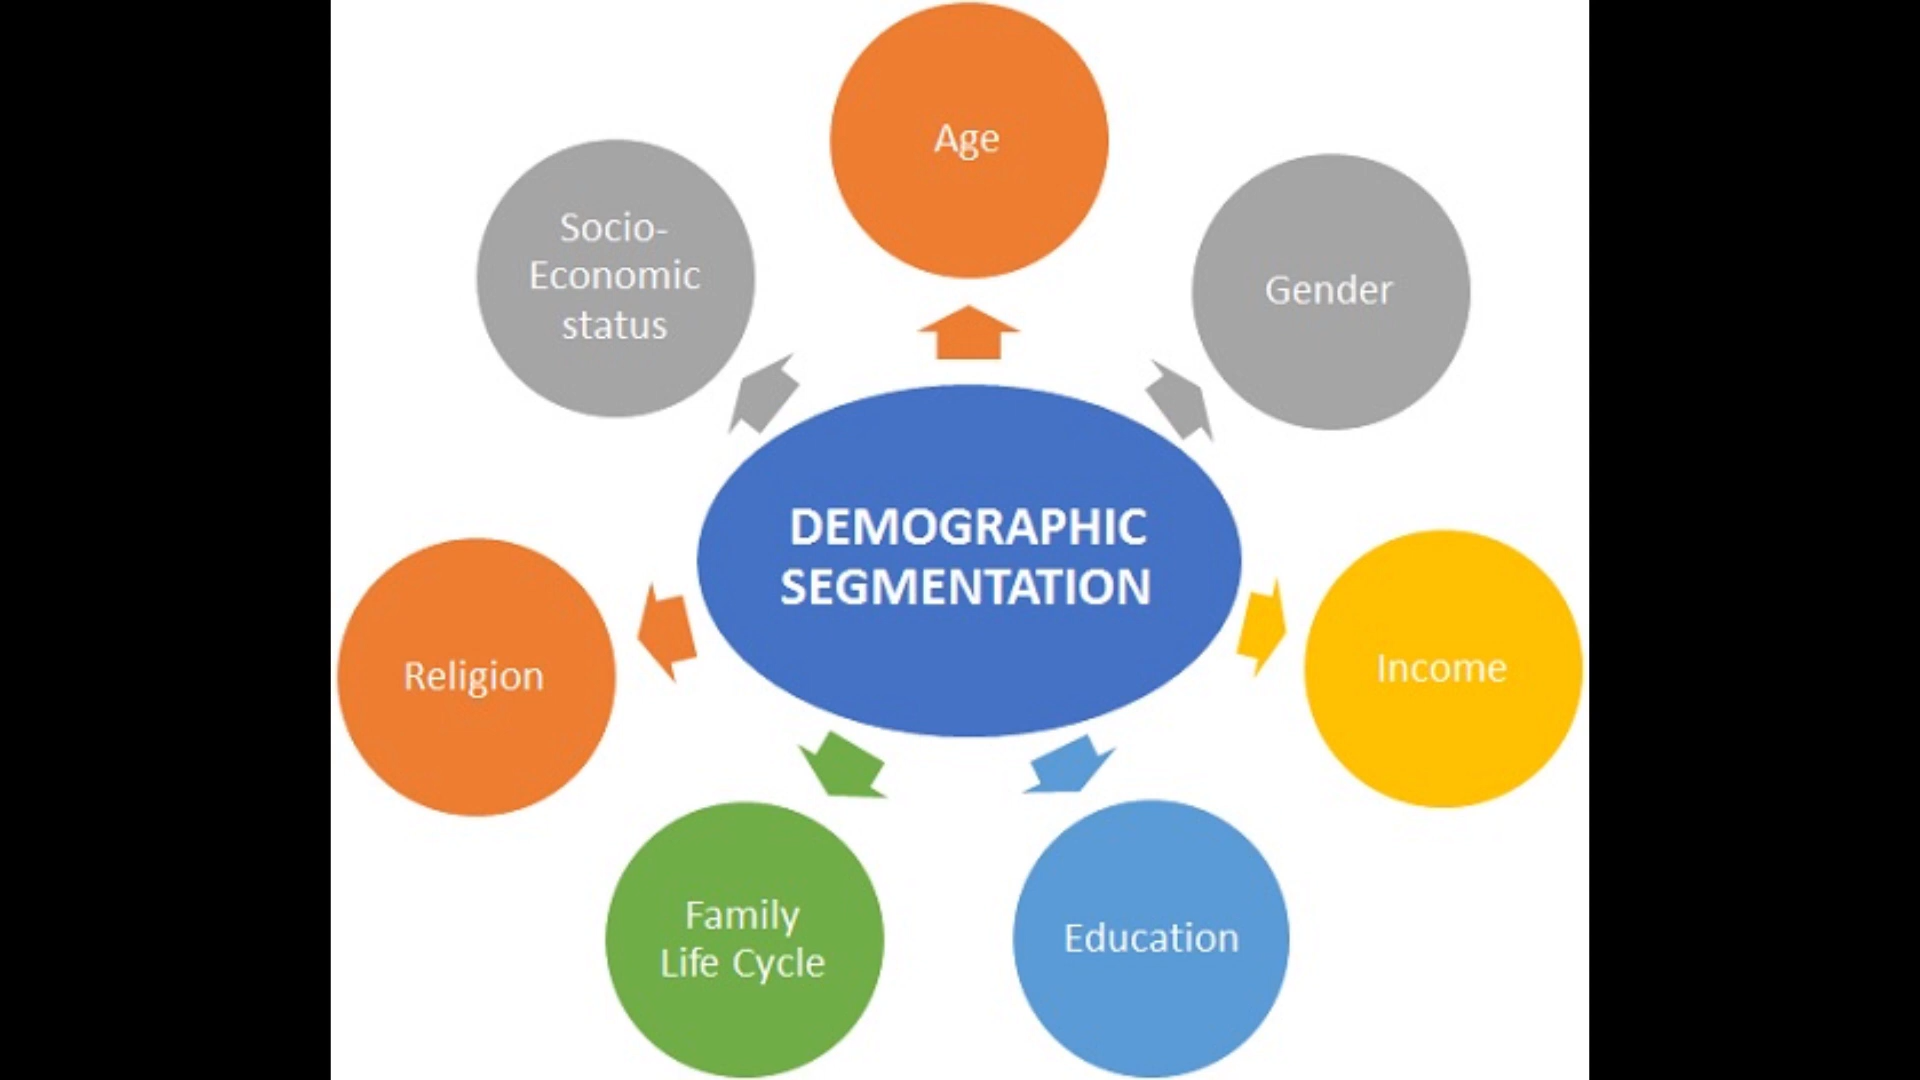 Age
Socio-
Economic
status
Gender
DEMOGRAPHIC
SEGMENTATION
Religion
Income
Family
Life Cycle
Education